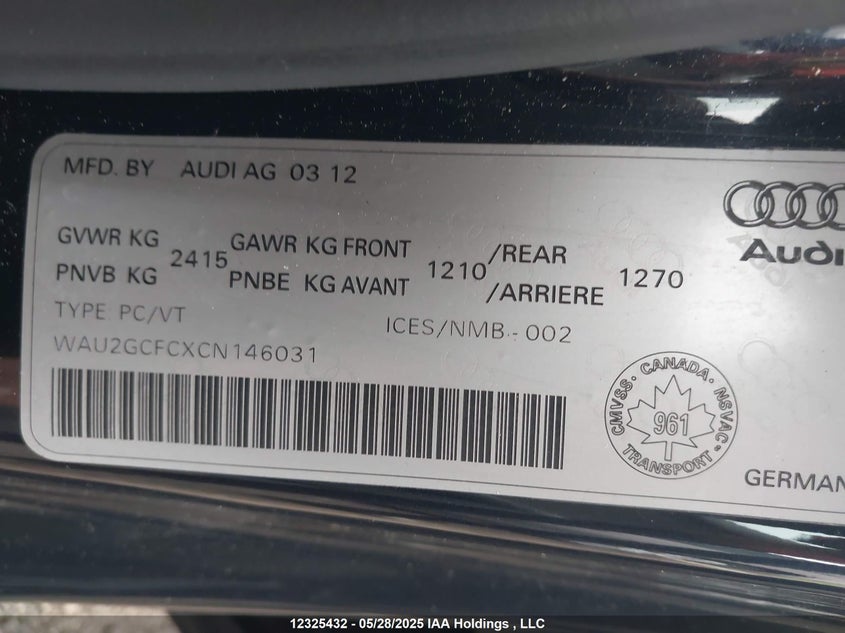 MFD. BY AUDI AG 03 12
Audi
GVWR KG 2415 GAWR KG FRONT 1210 /REAR 1270
PNVB KG PNBE KG AVANT /ARRIERE
TYPE PC/VT
ICES/NMB-002
WAU2GCFCXCN146031
CMVSS · CANADA · NSVAC
961
TRANSPORT
GERMAN
12325432 - 05/28/2025 IAA Holdings , LLC